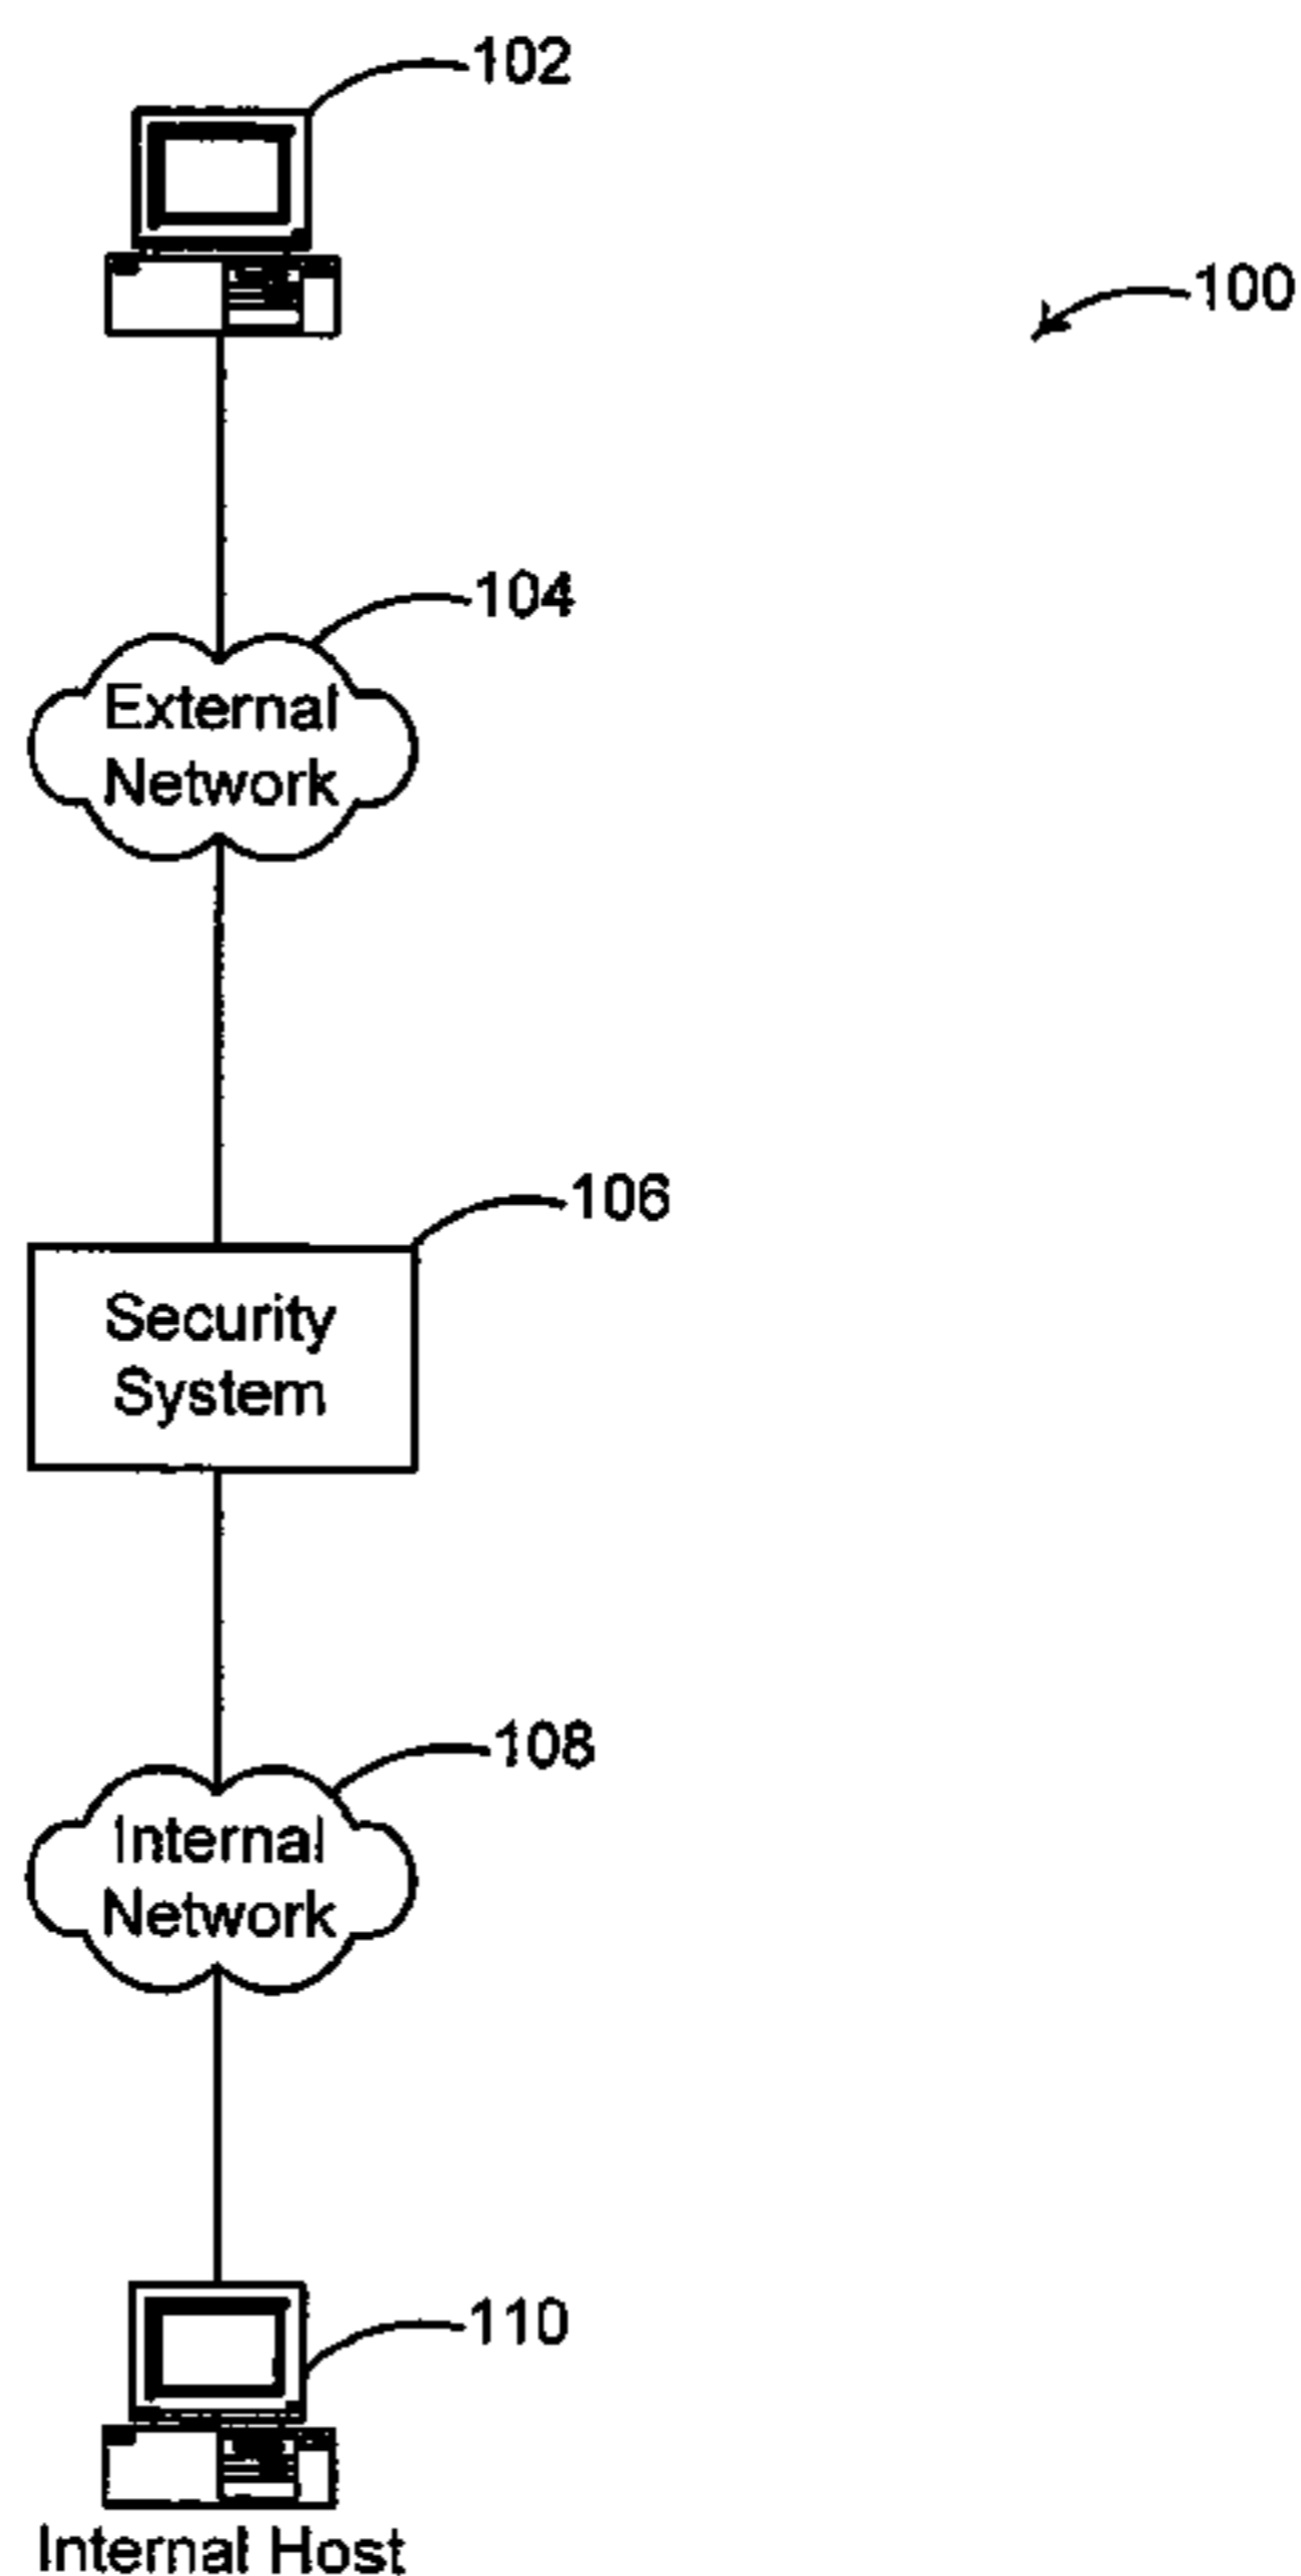 102
100
104
External
Network
106
Security
System
108
Internal
Network
110
Internal Host